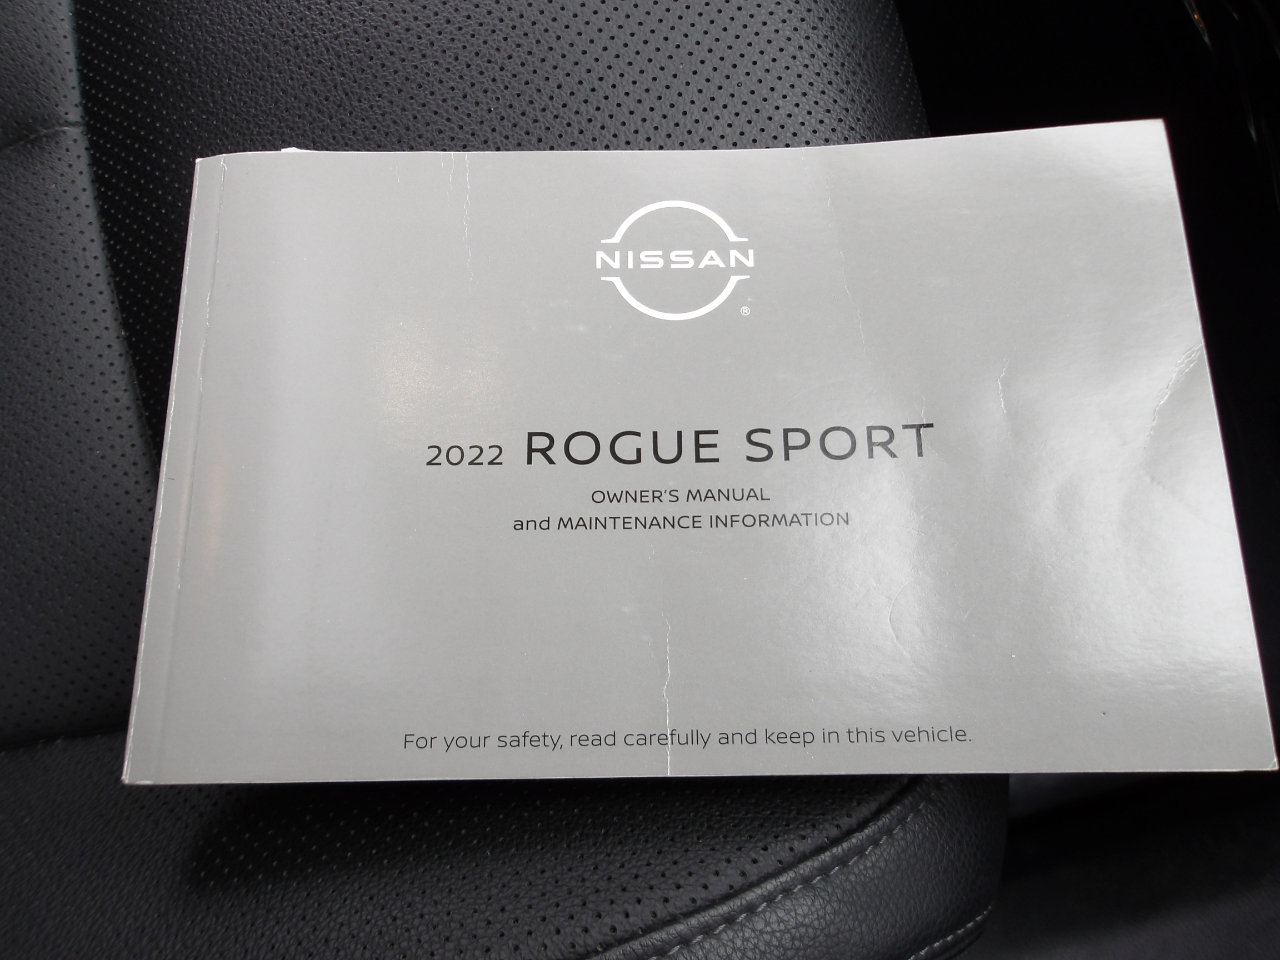 NISSAN
®
2022 ROGUE SPORT
OWNER'S MANUAL
and MAINTENANCE INFORMATION
For your safety, read carefully and keep in this vehicle.